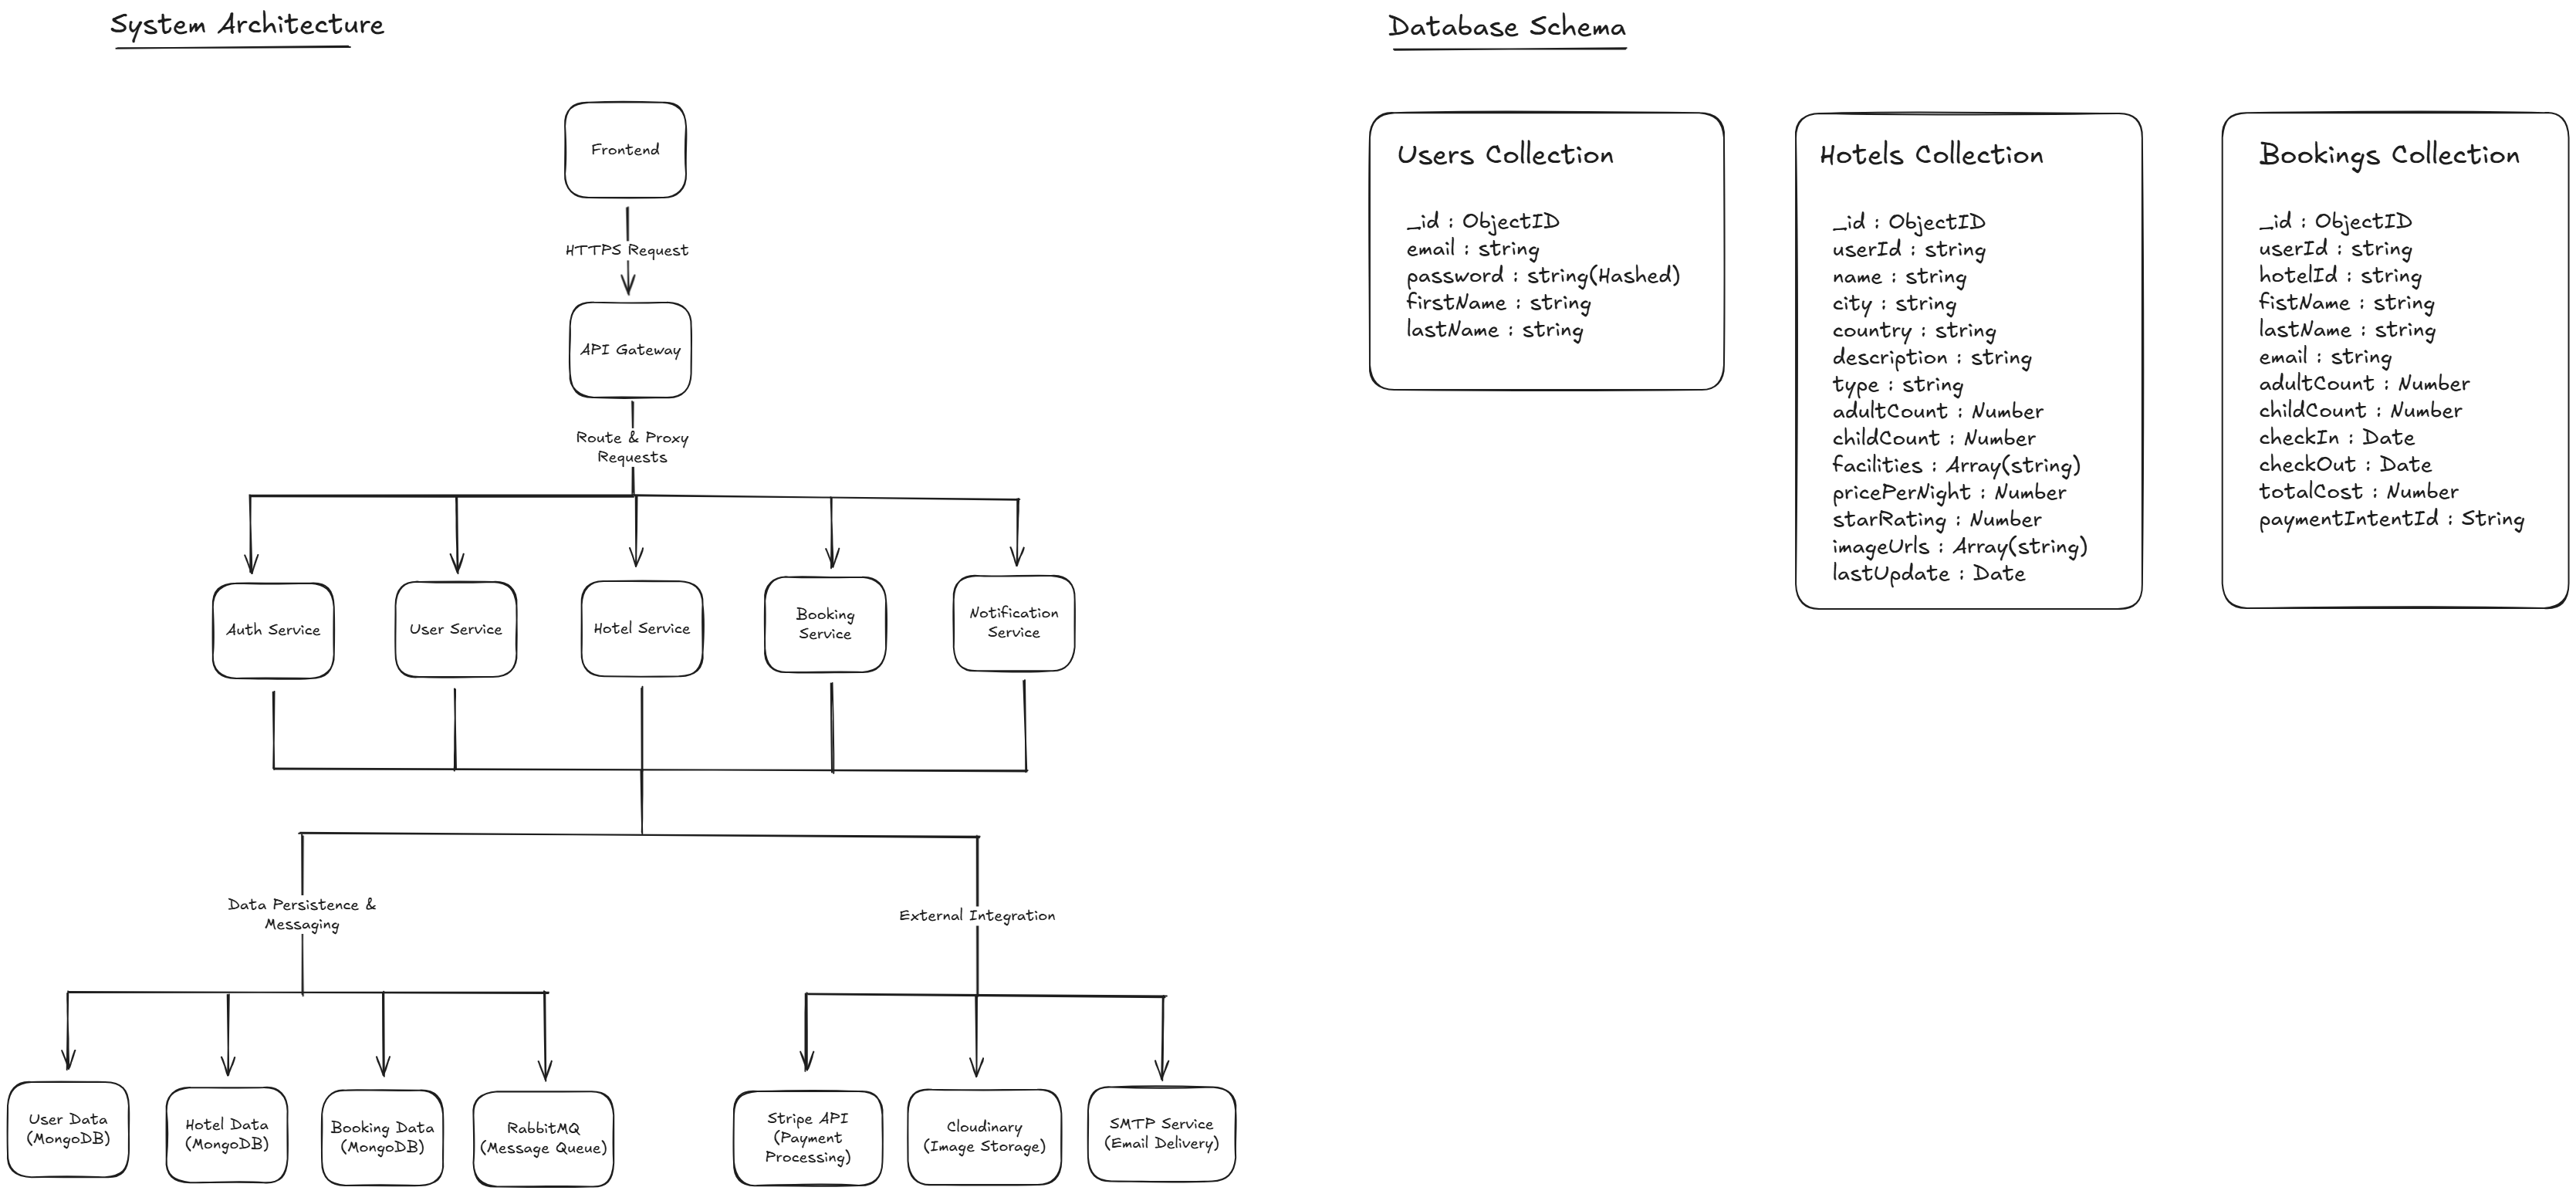 System Architecture
Frontend
HTTPS Request
API Gateway
Route & Proxy
Requests
Auth Service
User Service
Hotel Service
Booking
Service
Notification
Service
Data Persistence &
Messaging
External Integration
User Data
(MongoDB)
Hotel Data
(MongoDB)
Booking Data
(MongoDB)
RabbitMQ
(Message Queue)
Stripe API
(Payment
Processing)
Cloudinary
(Image Storage)
SMTP Service
(Email Delivery)
Database Schema
Users Collection
_id : ObjectID
email : string
password : string(Hashed)
firstName : string
lastName : string
Hotels Collection
_id : ObjectID
userId : string
name : string
city : string
country : string
description : string
type : string
adultCount : Number
childCount : Number
facilities : Array(string)
pricePerNight : Number
starRating : Number
imageUrls : Array(string)
lastUpdate : Date
Bookings Collection
_id : ObjectID
userId : string
hotelId : string
fistName : string
lastName : string
email : string
adultCount : Number
childCount : Number
checkIn : Date
checkOut : Date
totalCost : Number
paymentIntentId : String